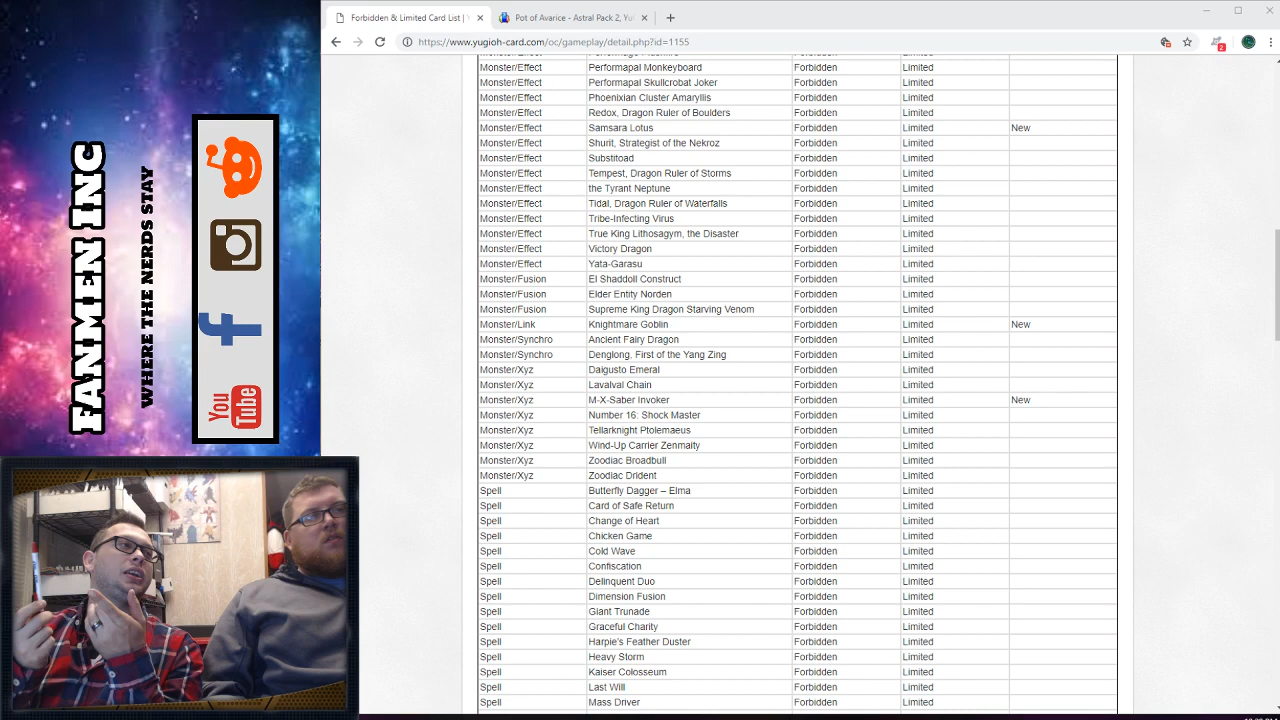 FANMEN INC
WHERE THE NERDS STAY
You
Tube
Forbidden & Limited Card List | Y
Pot of Avarice - Astral Pack 2, Yu
https://www.yugioh-card.com/oc/gameplay/detail.php?id=1155
2
Monster/Effect Performapal Monkeyboard Forbidden Limited
Monster/Effect Performapal Skullcrobat Joker Forbidden Limited
Monster/Effect Phoenixian Cluster Amaryllis Forbidden Limited
Monster/Effect Redox, Dragon Ruler of Boulders Forbidden Limited
Monster/Effect Samsara Lotus Forbidden Limited New
Monster/Effect Shurit, Strategist of the Nekroz Forbidden Limited
Monster/Effect Substitoad Forbidden Limited
Monster/Effect Tempest, Dragon Ruler of Storms Forbidden Limited
Monster/Effect the Tyrant Neptune Forbidden Limited
Monster/Effect Tidal, Dragon Ruler of Waterfalls Forbidden Limited
Monster/Effect Tribe-Infecting Virus Forbidden Limited
Monster/Effect True King Lithosagym, the Disaster Forbidden Limited
Monster/Effect Victory Dragon Forbidden Limited
Monster/Effect Yata-Garasu Forbidden Limited
Monster/Fusion El Shaddoll Construct Forbidden Limited
Monster/Fusion Elder Entity Norden Forbidden Limited
Monster/Fusion Supreme King Dragon Starving Venom Forbidden Limited
Monster/Link Knightmare Goblin Forbidden Limited New
Monster/Synchro Ancient Fairy Dragon Forbidden Limited
Monster/Synchro Denglong, First of the Yang Zing Forbidden Limited
Monster/Xyz Daigusto Emeral Forbidden Limited
Monster/Xyz Lavalval Chain Forbidden Limited
Monster/Xyz M-X-Saber Invoker Forbidden Limited New
Monster/Xyz Number 16: Shock Master Forbidden Limited
Monster/Xyz Tellarknight Ptolemaeus Forbidden Limited
Monster/Xyz Wind-Up Carrier Zenmaity Forbidden Limited
Monster/Xyz Zoodiac Broadbull Forbidden Limited
Monster/Xyz Zoodiac Drident Forbidden Limited
Spell Butterfly Dagger – Elma Forbidden Limited
Spell Card of Safe Return Forbidden Limited
Spell Change of Heart Forbidden Limited
Spell Chicken Game Forbidden Limited
Spell Cold Wave Forbidden Limited
Spell Confiscation Forbidden Limited
Spell Delinquent Duo Forbidden Limited
Spell Dimension Fusion Forbidden Limited
Spell Giant Trunade Forbidden Limited
Spell Graceful Charity Forbidden Limited
Spell Harpie's Feather Duster Forbidden Limited
Spell Heavy Storm Forbidden Limited
Spell Kaiser Colosseum Forbidden Limited
Spell Last Will Forbidden Limited
Spell Mass Driver Forbidden Limited